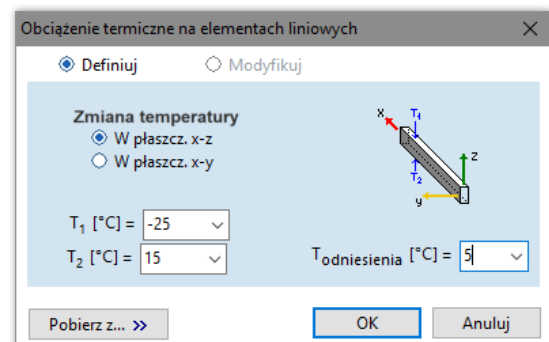 Obciążenie termiczne na elementach liniowych
Definiuj Modyfikuj
Zmiana temperatury
W płaszcz. x-z
W płaszcz. x-y
x T1
z
T2
y
T1 [°C] = -25
T2 [°C] = 15
Todniesienia [°C] = 5
Pobierz z... >> OK Anuluj